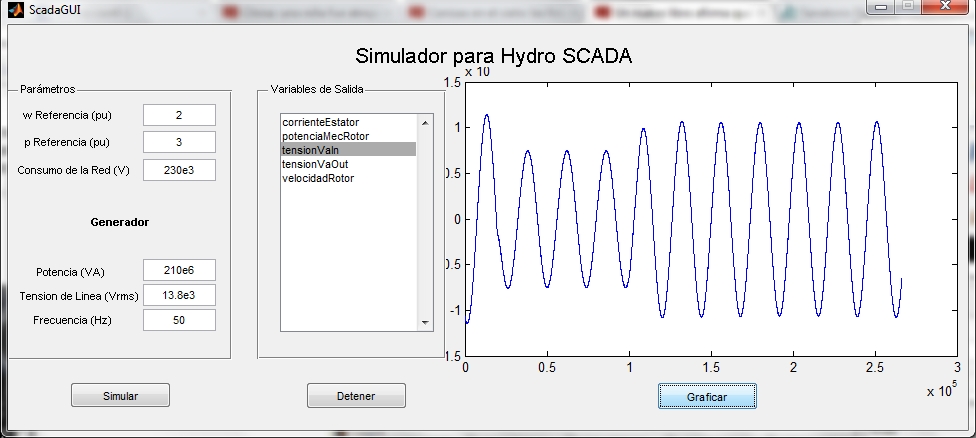 ScadaGUI
Simulador para Hydro SCADA
Parámetros
w Referencia (pu)
2
p Referencia (pu)
3
Consumo de la Red (V)
230e3
Generador
Potencia (VA)
210e6
Tension de Linea (Vrms)
13.8e3
Frecuencia (Hz)
50
Simular
Variables de Salida
corrienteEstator
potenciaMecRotor
tensionVaIn
tensionVaOut
velocidadRotor
Detener
x 10
1.5
1
0.5
0
0.5
-1
1.5
0
0.5
1
1.5
2
2.5
3
x 10⁵
Graficar